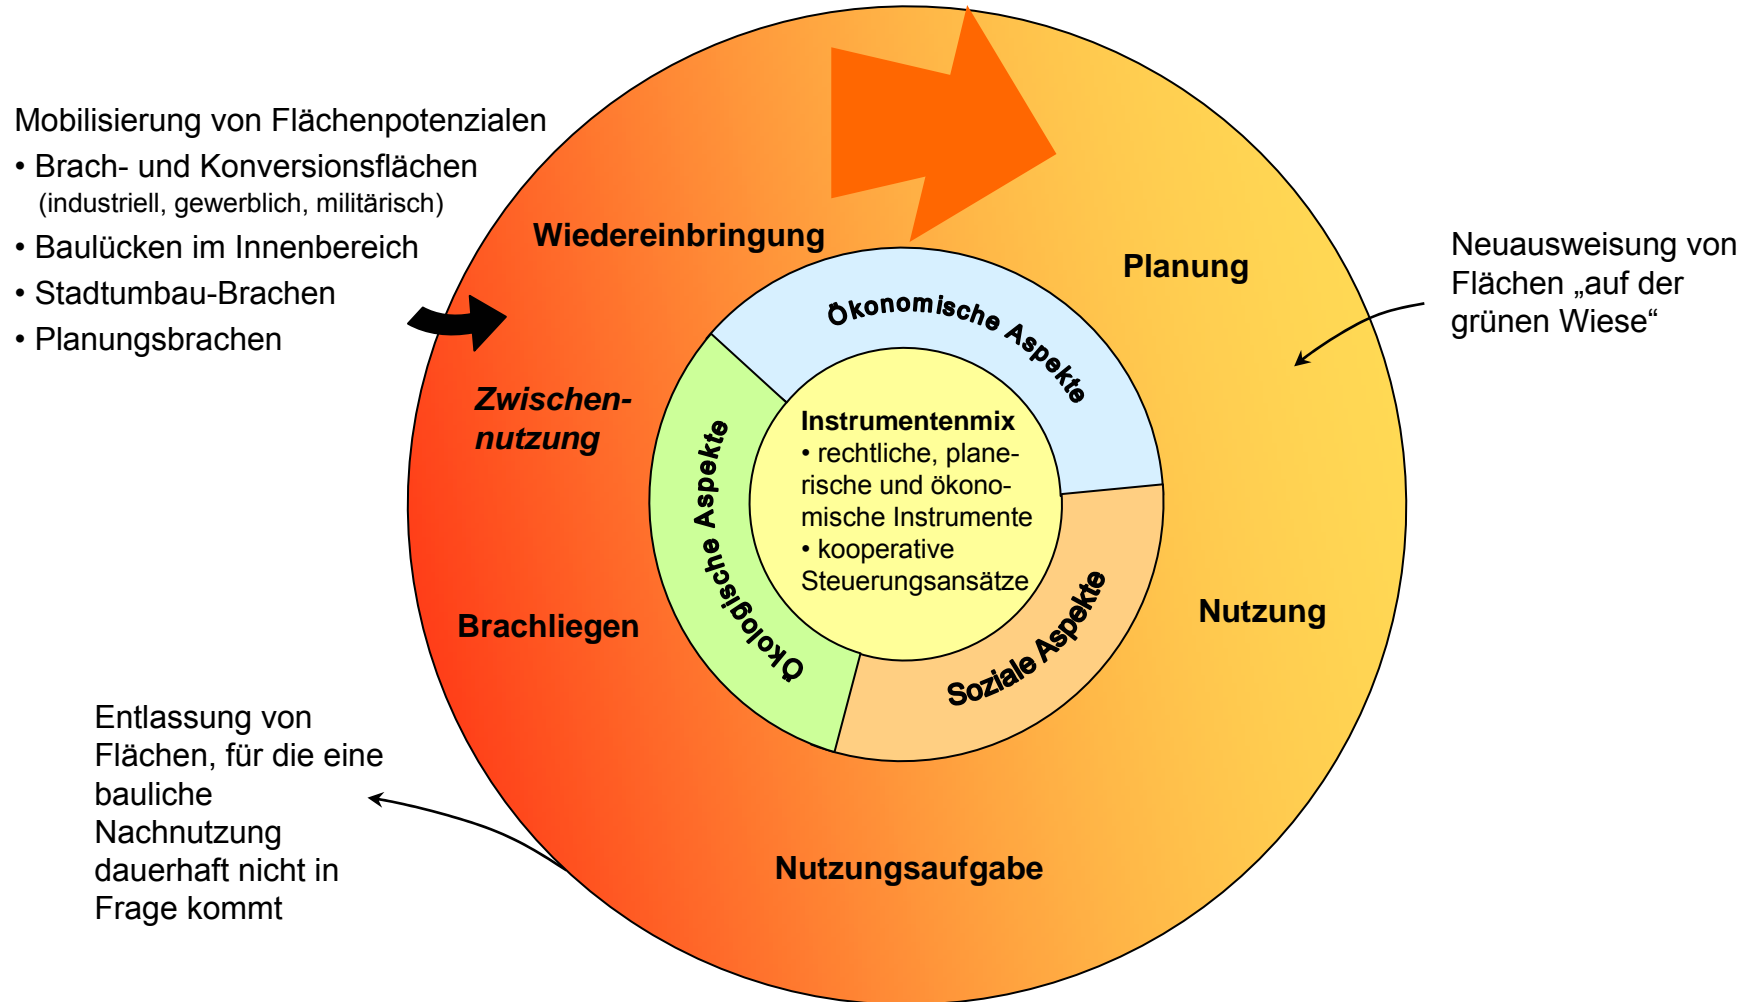 Mobilisierung von Flächenpotenzialen
• Brach- und Konversionsflächen
(industriell, gewerblich, militärisch)
• Baulücken im Innenbereich
• Stadtumbau-Brachen
• Planungsbrachen
Wiedereinbringung
Planung
Neuausweisung von
Flächen „auf der
grünen Wiese“
Zwischen-
nutzung
Ökonomische Aspekte
Ökologische Aspekte
Soziale Aspekte
Instrumentenmix
• rechtliche, plane-
rische und ökono-
mische Instrumente
• kooperative
Steuerungsansätze
Brachliegen
Nutzung
Nutzungsaufgabe
Entlassung von
Flächen, für die eine
bauliche
Nachnutzung
dauerhaft nicht in
Frage kommt